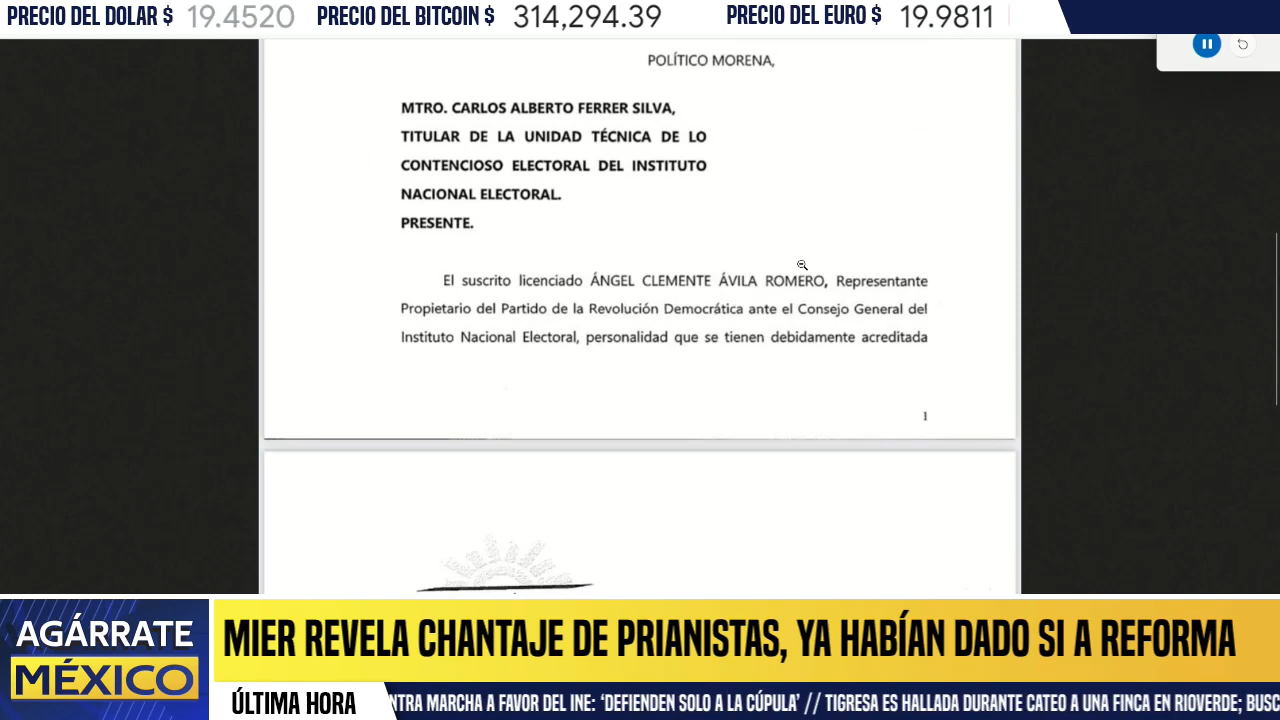 PRECIO DEL DOLAR $ 19.4520 PRECIO DEL BITCOIN $ 314,294.39 PRECIO DEL EURO $ 19.9811
POLÍTICO MORENA,
MTRO. CARLOS ALBERTO FERRER SILVA,
TITULAR DE LA UNIDAD TÉCNICA DE LO
CONTENCIOSO ELECTORAL DEL INSTITUTO
NACIONAL ELECTORAL.
PRESENTE.
El suscrito licenciado ÁNGEL CLEMENTE ÁVILA ROMERO, Representante
Propietario del Partido de la Revolución Democrática ante el Consejo General del
Instituto Nacional Electoral, personalidad que se tienen debidamente acreditada
1
AGÁRRATE
MÉXICO
MIER REVELA CHANTAJE DE PRIANISTAS, YA HABÍAN DADO SI A REFORMA
ÚLTIMA HORA
NTRA MARCHA A FAVOR DEL INE: ‘DEFIENDEN SOLO A LA CÚPULA’ // TIGRESA ES HALLADA DURANTE CATEO A UNA FINCA EN RIOVERDE; BUSC